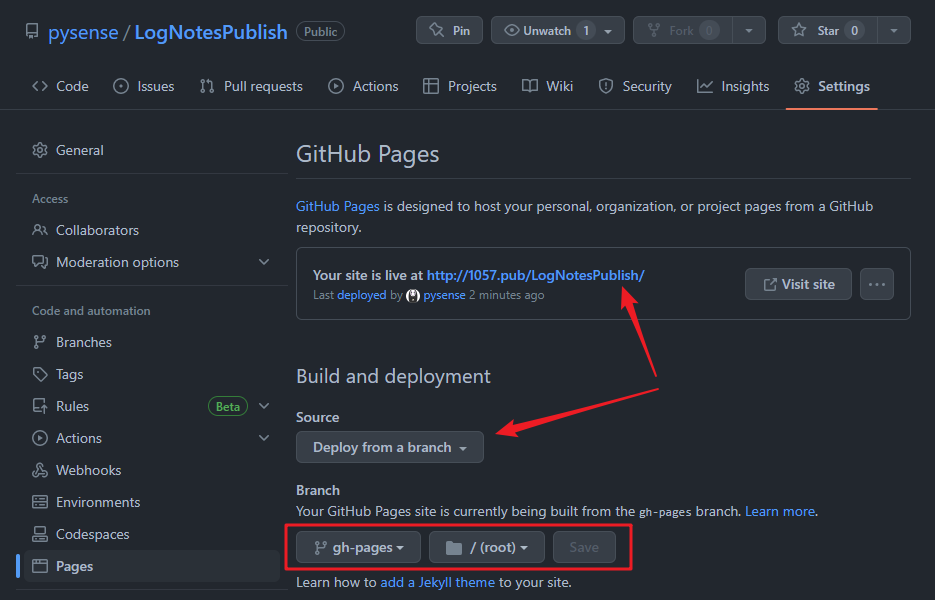 pysense / LogNotesPublish Public Pin Unwatch 1 Fork 0 Star 0
Code Issues Pull requests Actions Projects Wiki Security Insights Settings
General
Access
Collaborators
Moderation options
Code and automation
Branches
Tags
Rules Beta
Actions
Webhooks
Environments
Codespaces
Pages
GitHub Pages
GitHub Pages is designed to host your personal, organization, or project pages from a GitHub
repository.
Your site is live at http://1057.pub/LogNotesPublish/
Last deployed by pysense 2 minutes ago
Visit site
Build and deployment
Source
Deploy from a branch
Branch
Your GitHub Pages site is currently being built from the gh-pages branch. Learn more.
gh-pages / (root) Save
Learn how to add a Jekyll theme to your site.